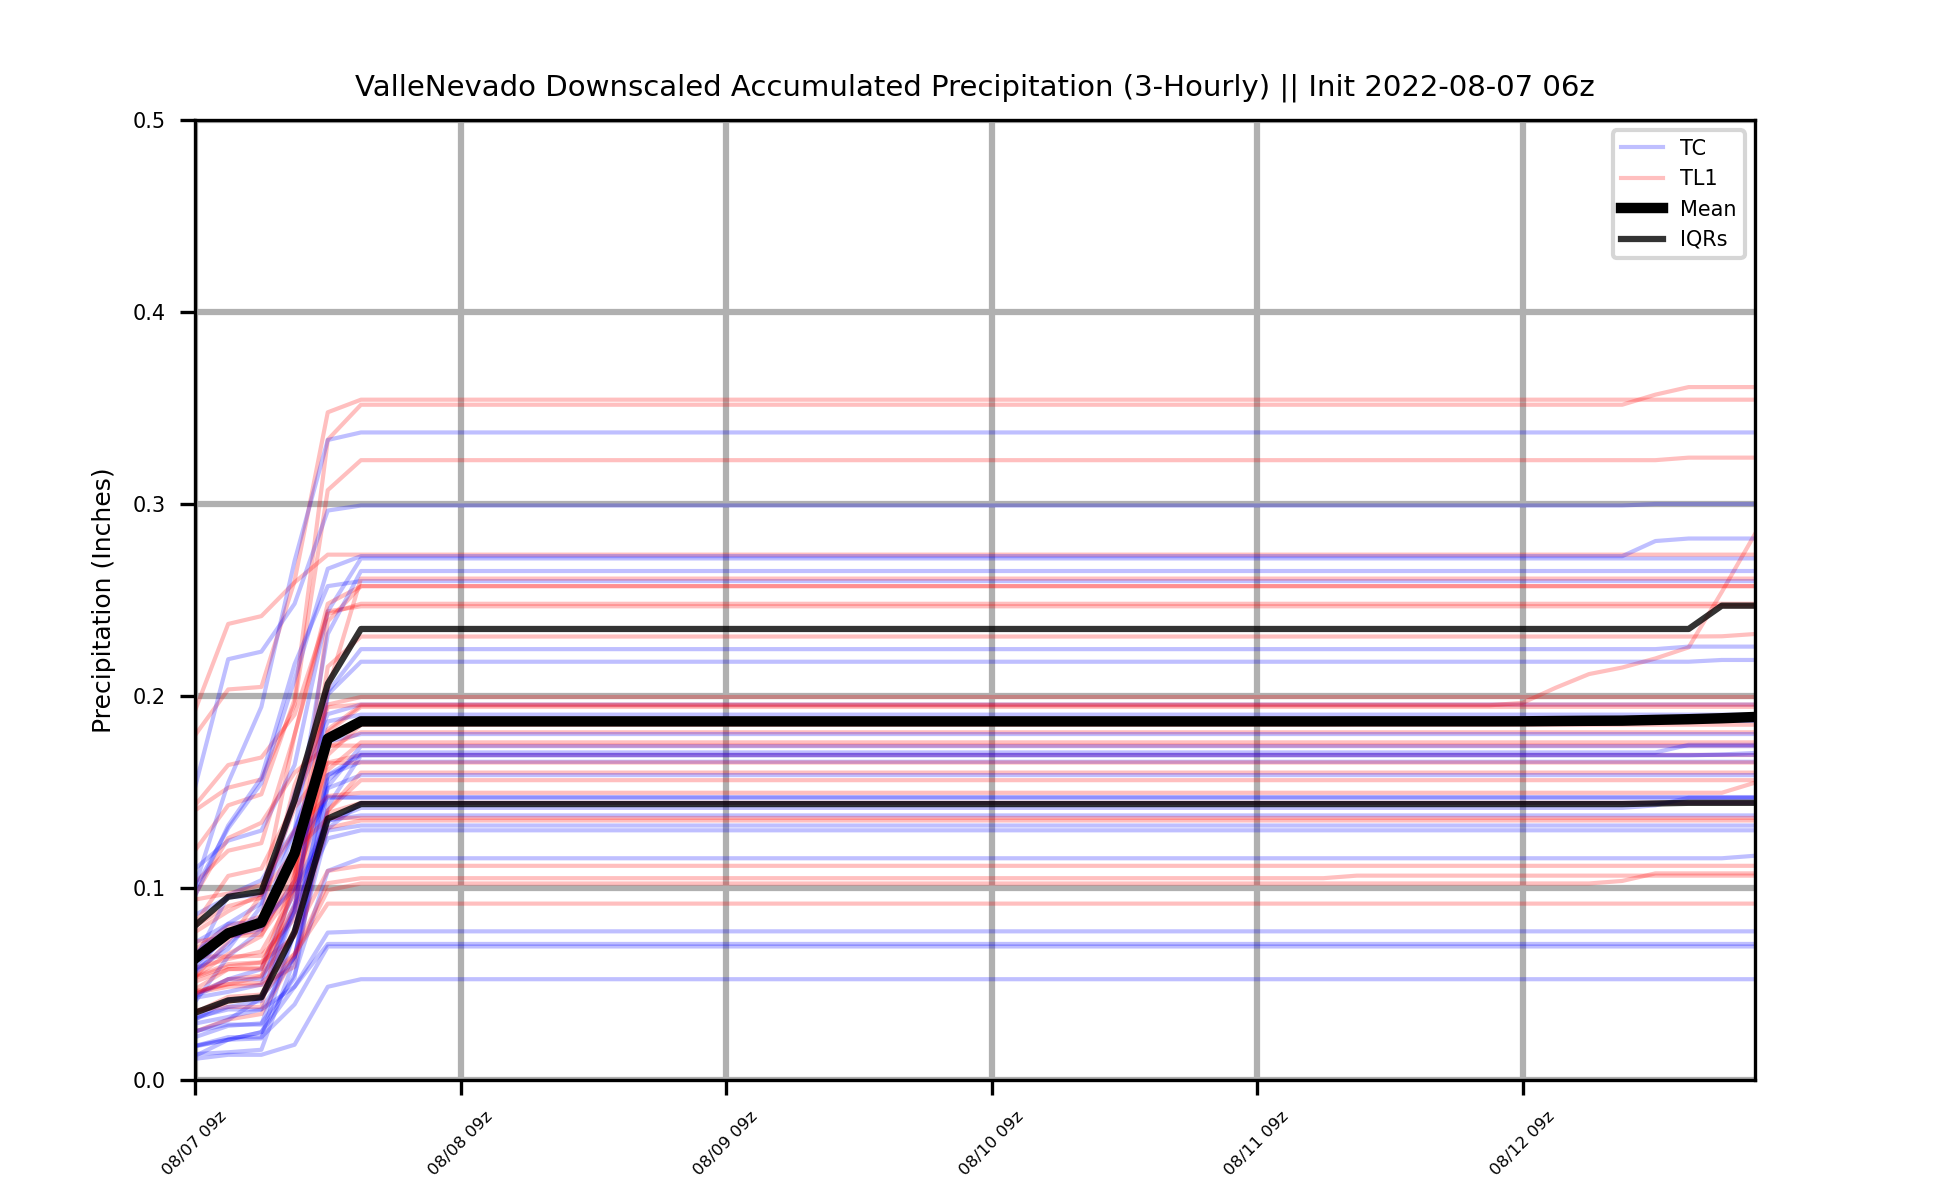 ValleNevado Downscaled Accumulated Precipitation (3-Hourly) || Init 2022-08-07 06z
0.5
0.4
0.3
0.2
0.1
0.0
Precipitation (Inches)
TC
TL1
Mean
IQRs
08/07 09z
08/08 09z
08/09 09z
08/10 09z
08/11 09z
08/12 09z